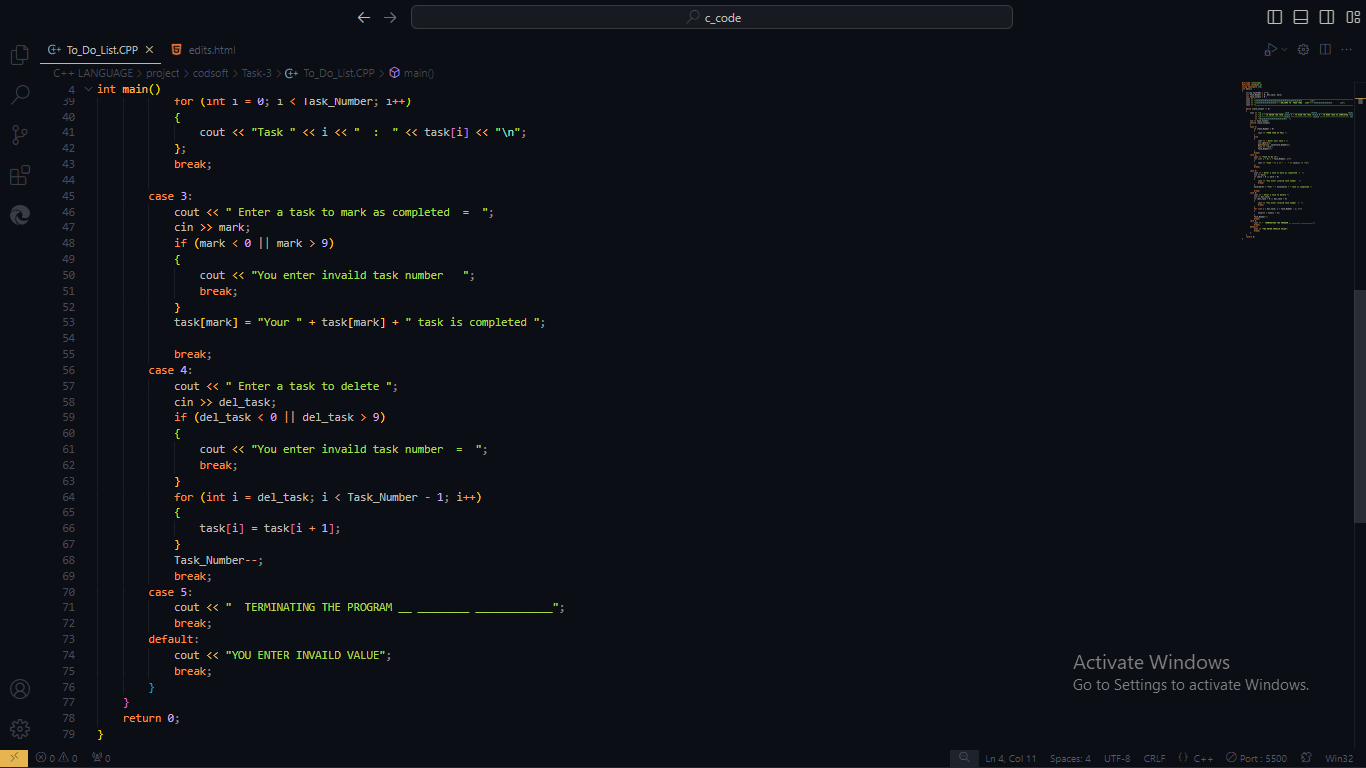 c_code
To_Do_List.CPP
edits.html
C++ LANGUAGE > project > codsoft > Task-3 > To_Do_List.CPP > main()
4 int main()
39 for (int i = 0; i < Task_Number; i++)
40 {
41 cout << "Task " << i << "  :  " << task[i] << "\n";
42 };
43 break;
44
45 case 3:
46 cout << " Enter a task to mark as completed  =  ";
47 cin >> mark;
48 if (mark < 0 || mark > 9)
49 {
50 cout << "You enter invaild task number   ";
51 break;
52 }
53 task[mark] = "Your " + task[mark] + " task is completed ";
54
55 break;
56 case 4:
57 cout << " Enter a task to delete ";
58 cin >> del_task;
59 if (del_task < 0 || del_task > 9)
60 {
61 cout << "You enter invaild task number  =  ";
62 break;
63 }
64 for (int i = del_task; i < Task_Number - 1; i++)
65 {
66 task[i] = task[i + 1];
67 }
68 Task_Number--;
69 break;
70 case 5:
71 cout << "  TERMINATING THE PROGRAM __ ________ ____________";
72 break;
73 default:
74 cout << "YOU ENTER INVAILD VALUE";
75 break;
76 }
77 }
78 return 0;
79 }
Activate Windows
Go to Settings to activate Windows.
0 0 0 Ln 4, Col 11 Spaces: 4 UTF-8 CRLF {} C++ Port : 5500 Win32